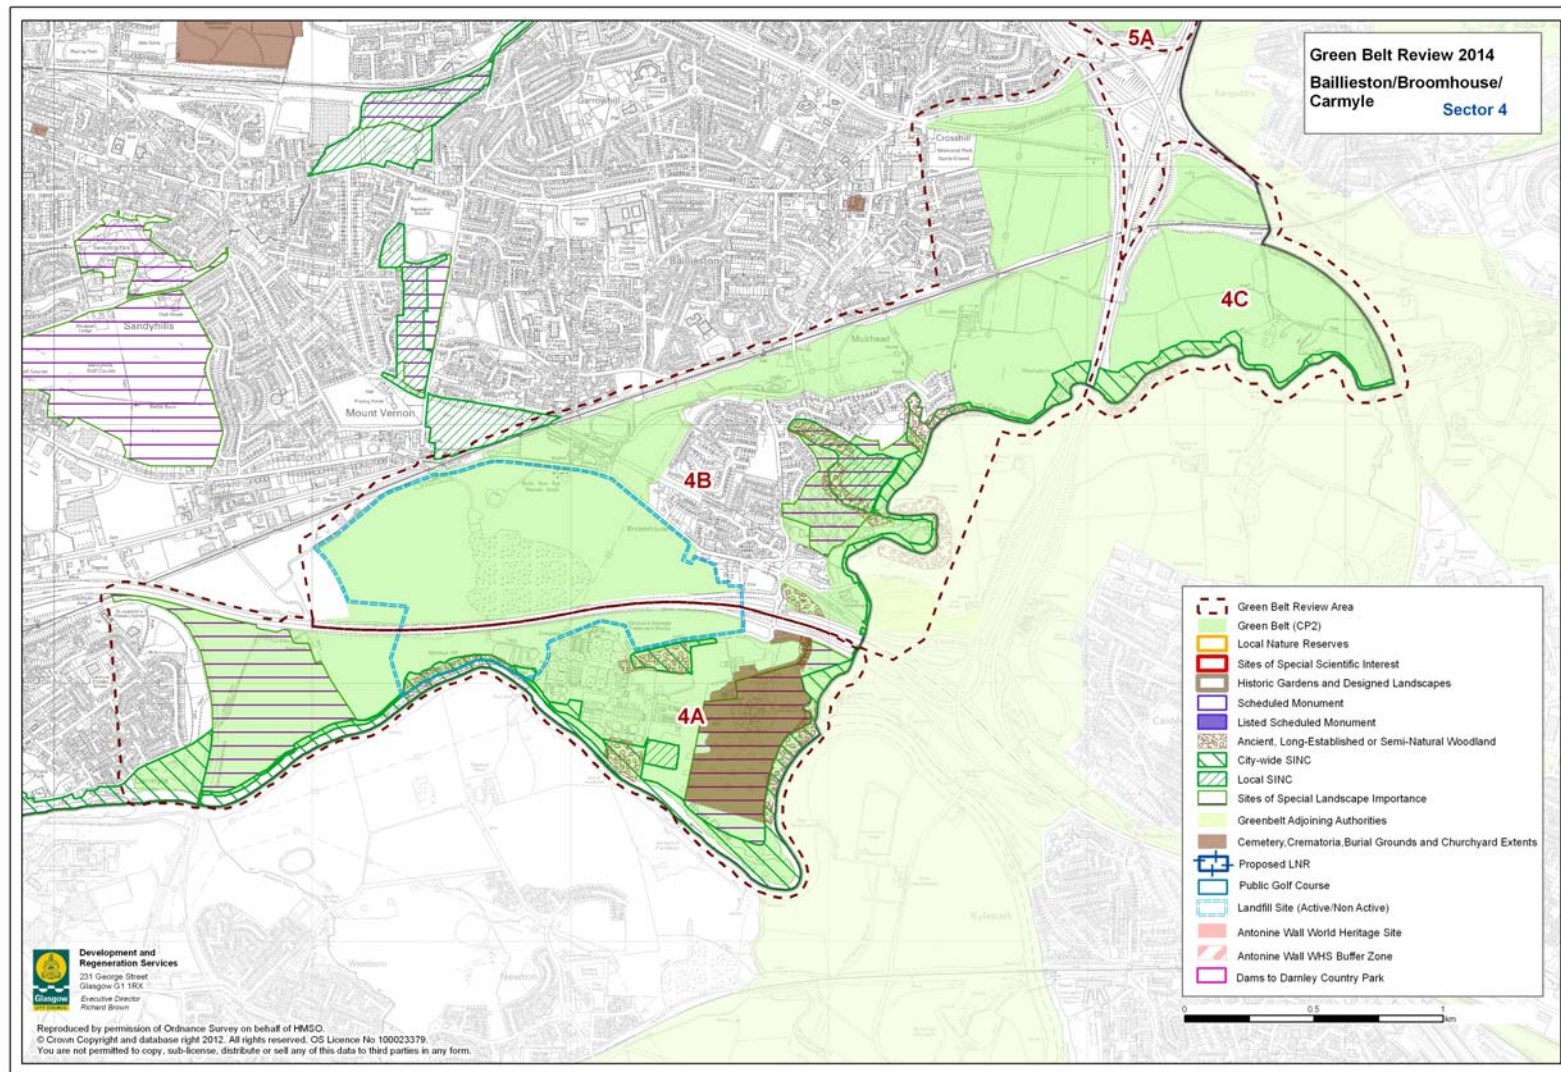 5A
Green Belt Review 2014
Baillieston/Broomhouse/
Carmyle
Sector 4
Garrowhill
Crosshill
Baillieston
4C
Sandyhills
Muirhead
Mount Vernon
4B
Broomhouse
4A
Kylepark
Westburn
Newton
Green Belt Review Area
Green Belt (CP2)
Local Nature Reserves
Sites of Special Scientific Interest
Historic Gardens and Designed Landscapes
Scheduled Monument
Listed Scheduled Monument
Ancient, Long-Established or Semi-Natural Woodland
City-wide SINC
Local SINC
Sites of Special Landscape Importance
Greenbelt Adjoining Authorities
Cemetery,Crematoria,Burial Grounds and Churchyard Extents
Proposed LNR
Public Golf Course
Landfill Site (Active/Non Active)
Antonine Wall World Heritage Site
Antonine Wall WHS Buffer Zone
Dams to Darnley Country Park
0 0.5 1
km
Glasgow
CITY COUNCIL
Development and
Regeneration Services
231 George Street
Glasgow G1 1RX
Executive Director
Richard Brown
Reproduced by permission of Ordnance Survey on behalf of HMSO.
© Crown Copyright and database right 2012. All rights reserved. OS Licence No 100023379.
You are not permitted to copy, sub-license, distribute or sell any of this data to third parties in any form.